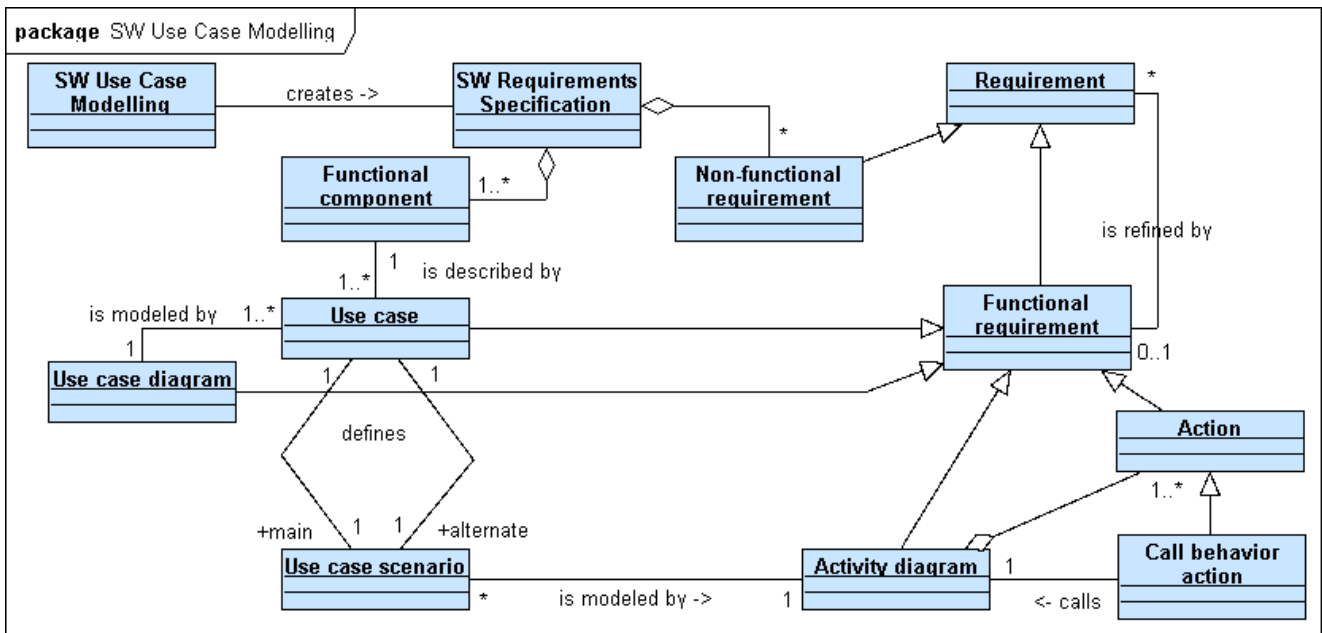 package SW Use Case Modelling
SW Use Case
Modelling
creates ->
SW Requirements
Specification
Requirement
*
*
Functional
component
1..*
Non-functional
requirement
is refined by
1
is described by
1..*
is modeled by
1..*
Use case
Functional
requirement
1
0..1
Use case diagram
1
1
defines
Action
1..*
+main
1
1
+alternate
Use case scenario
Activity diagram
1
Call behavior
action
*
is modeled by ->
1
<- calls